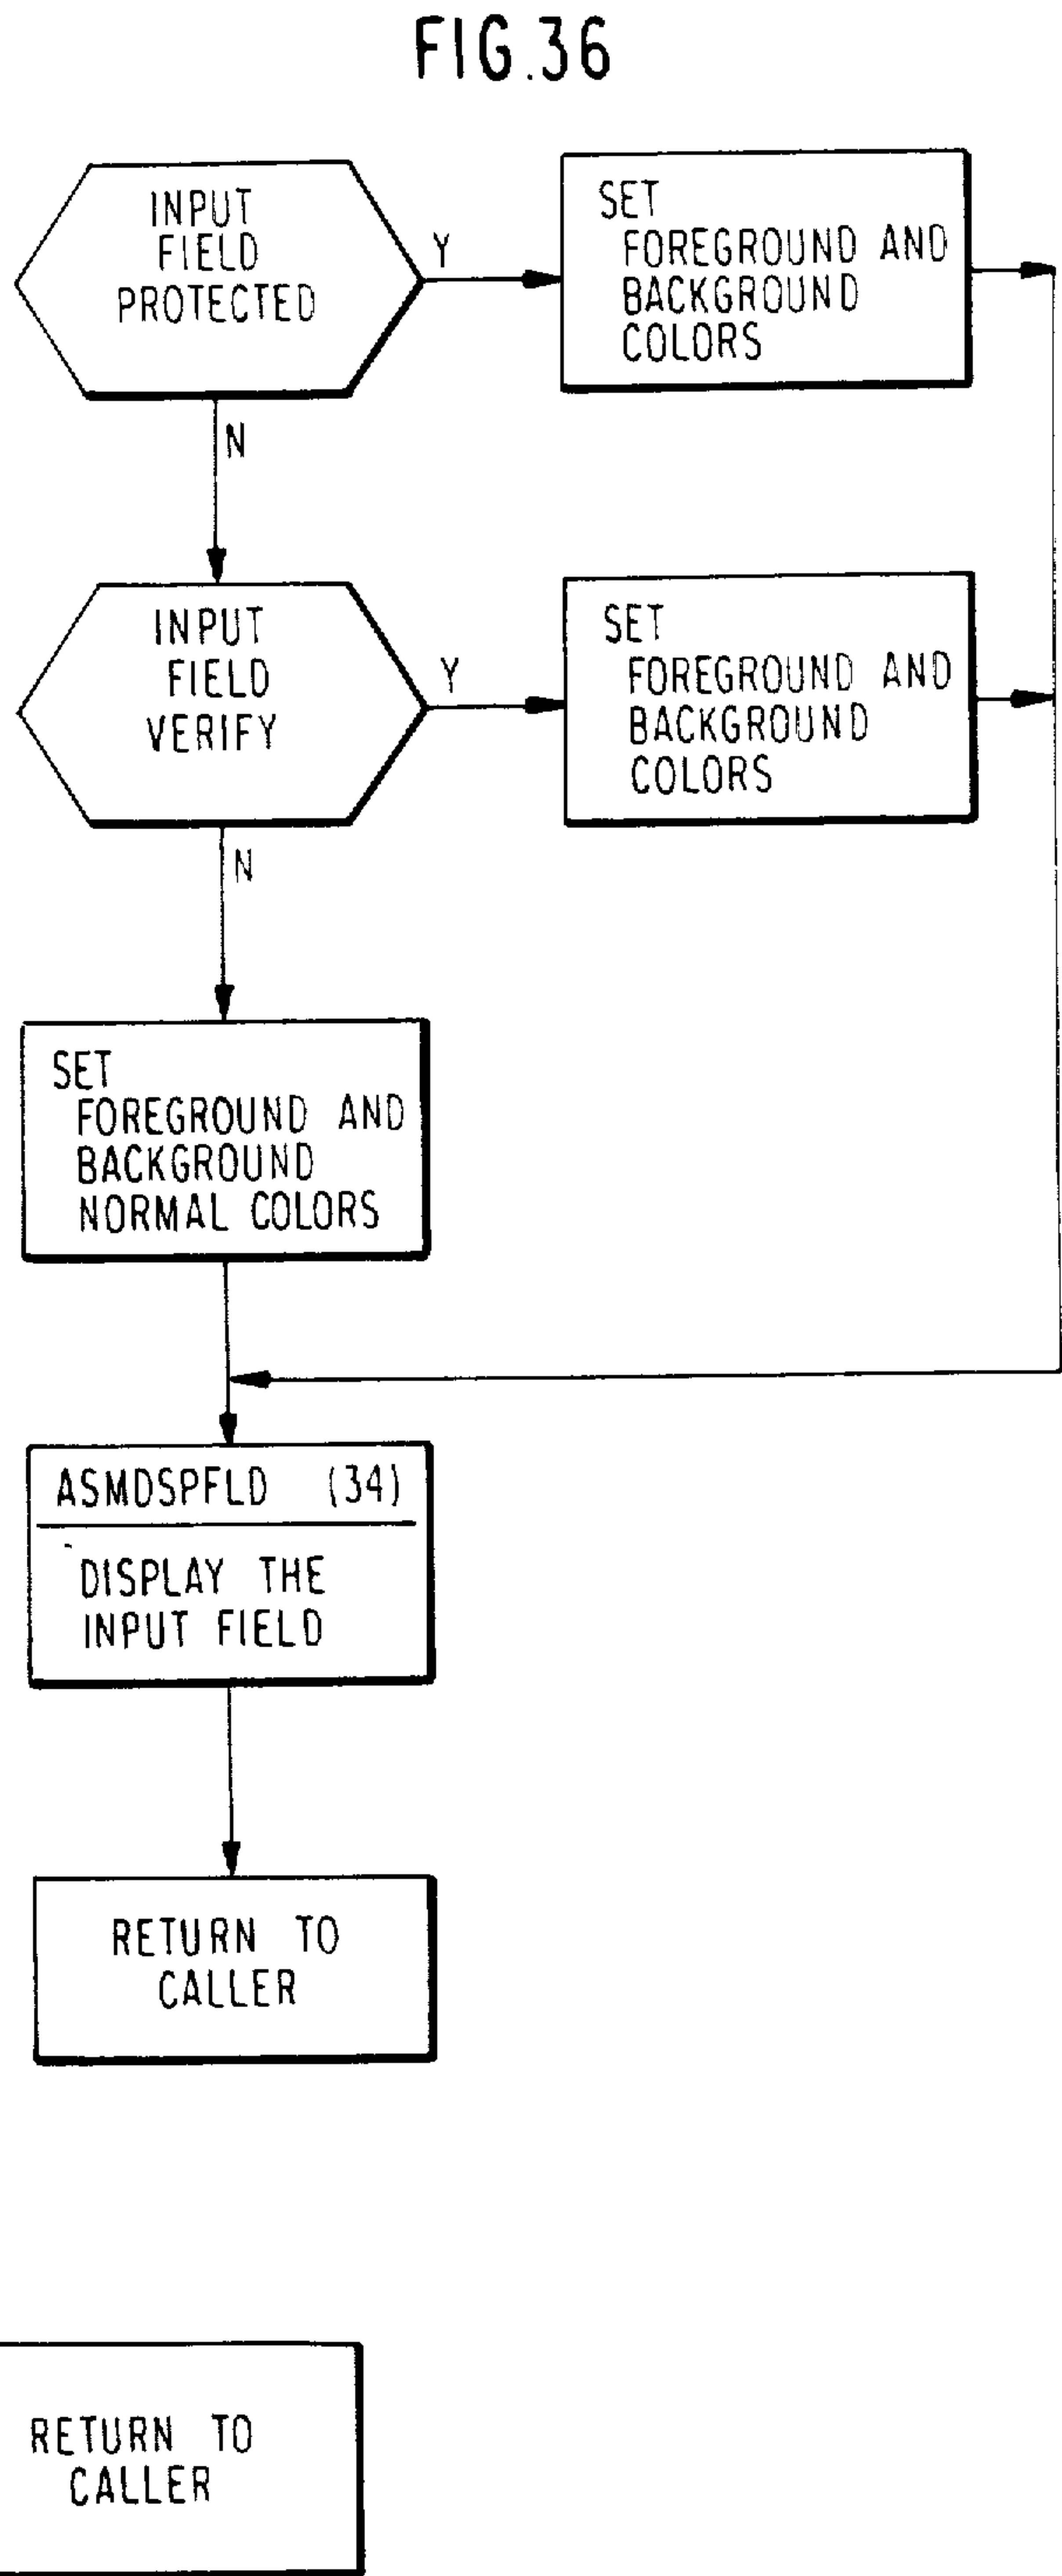 FIG.36
INPUT
FIELD
PROTECTED
Y
SET
FOREGROUND AND
BACKGROUND
COLORS
N
INPUT
FIELD
VERIFY
Y
SET
FOREGROUND AND
BACKGROUND
COLORS
N
SET
FOREGROUND AND
BACKGROUND
NORMAL COLORS
ASMDSPFLD (34)
DISPLAY THE
INPUT FIELD
RETURN TO
CALLER
RETURN TO
CALLER